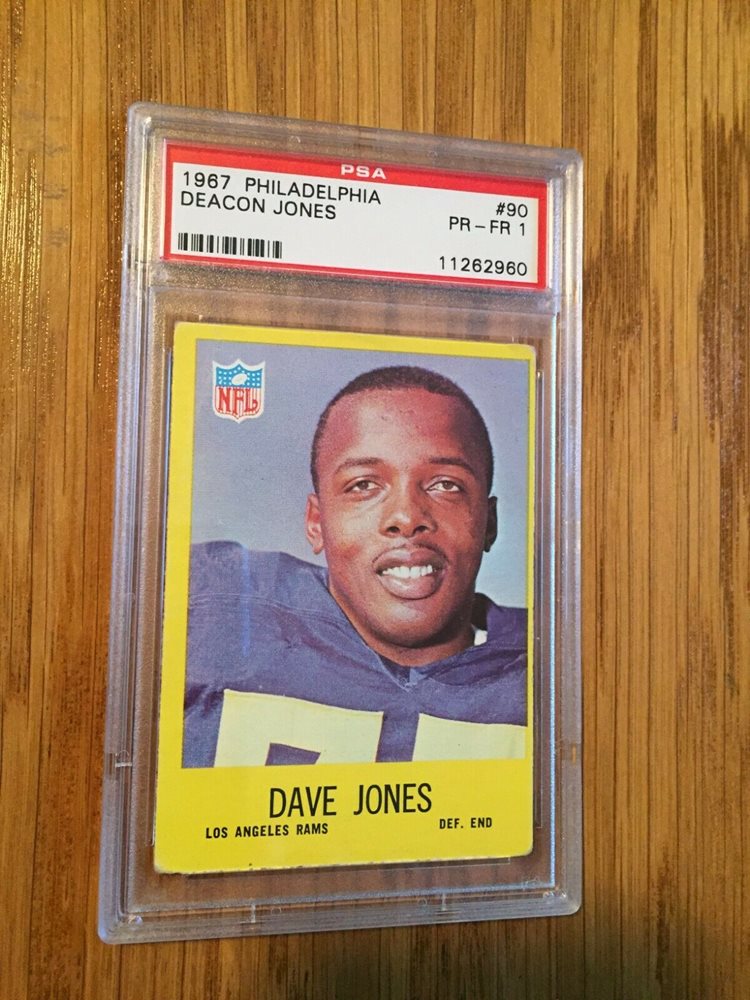 PSA
1967 PHILADELPHIA #90
DEACON JONES PR-FR 1
11262960
NFL
DAVE JONES
LOS ANGELES RAMS DEF. END